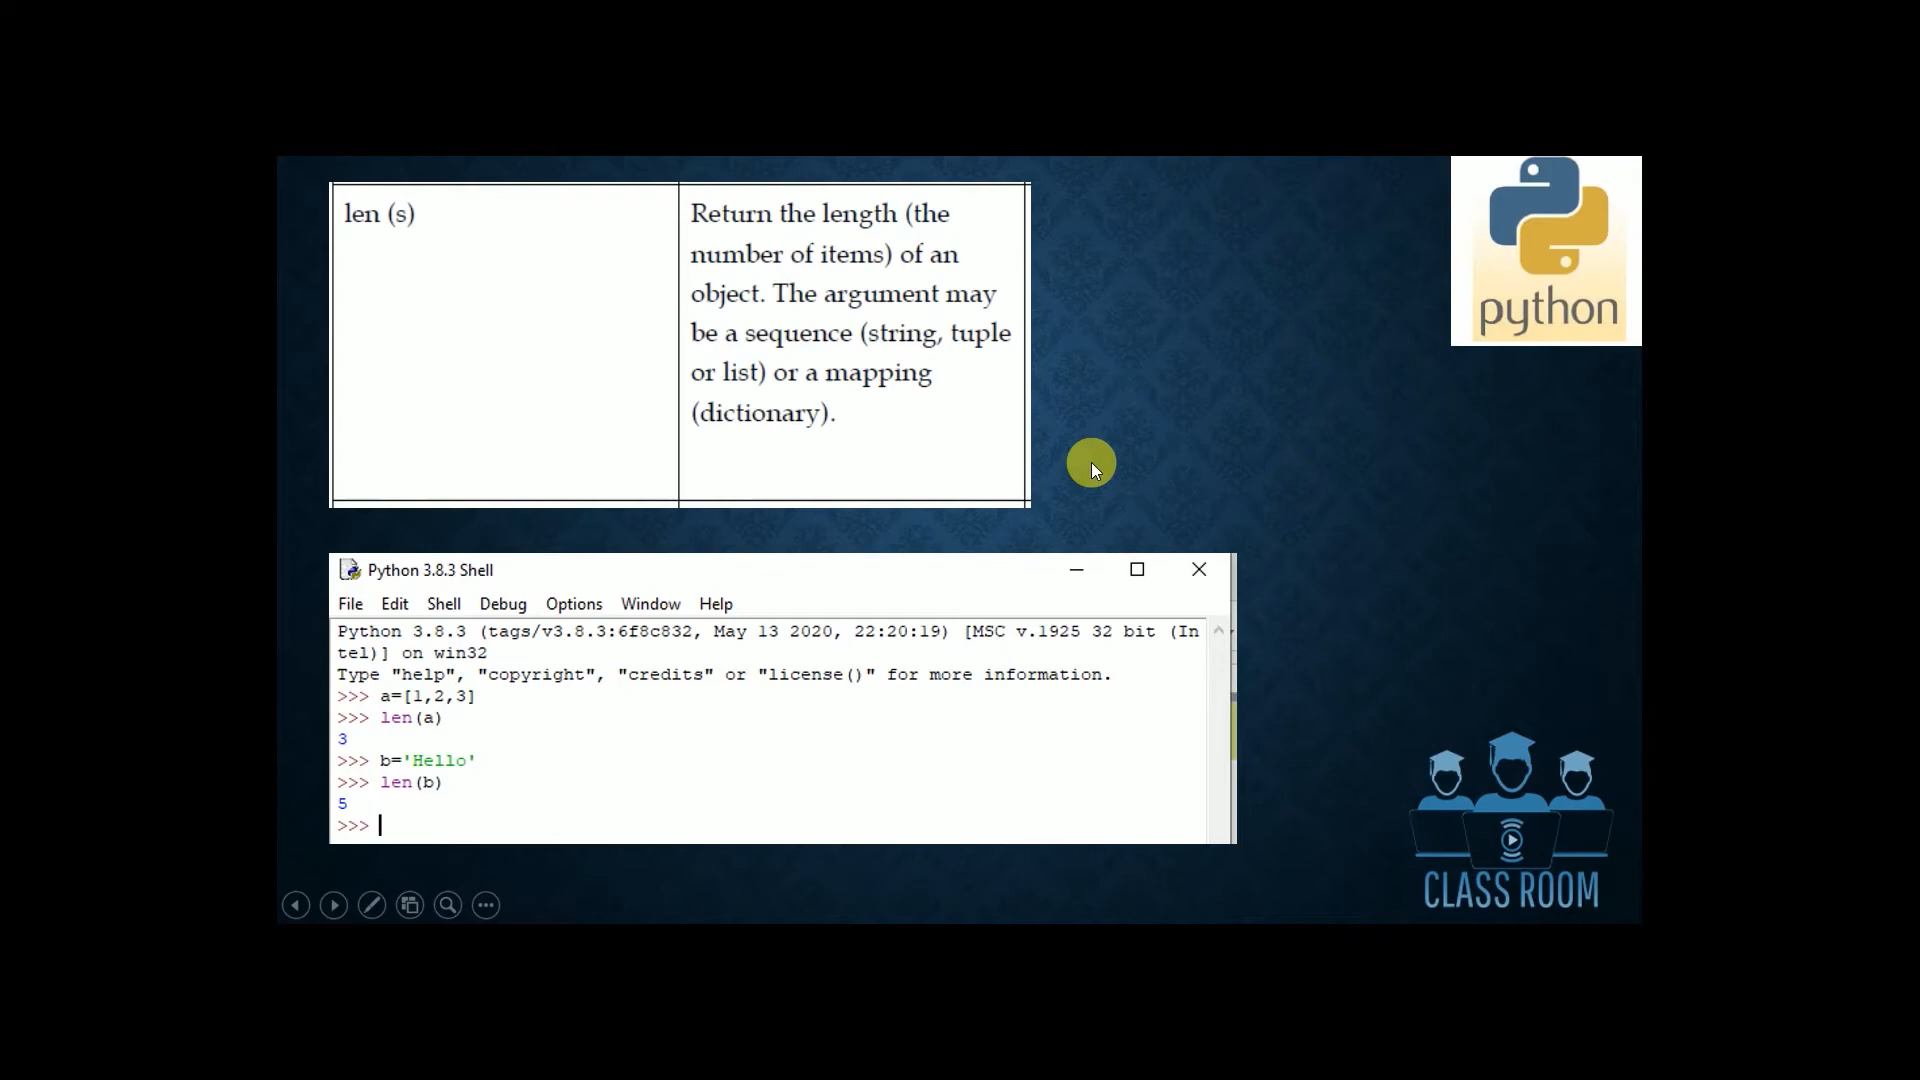 len (s)
Return the length (the
number of items) of an
object. The argument may
be a sequence (string, tuple
or list) or a mapping
(dictionary).
python
Python 3.8.3 Shell
File Edit Shell Debug Options Window Help
Python 3.8.3 (tags/v3.8.3:6f8c832, May 13 2020, 22:20:19) [MSC v.1925 32 bit (In
tel)] on win32
Type "help", "copyright", "credits" or "license()" for more information.
>>> a=[1,2,3]
>>> len(a)
3
>>> b='Hello'
>>> len(b)
5
>>>
CLASS ROOM